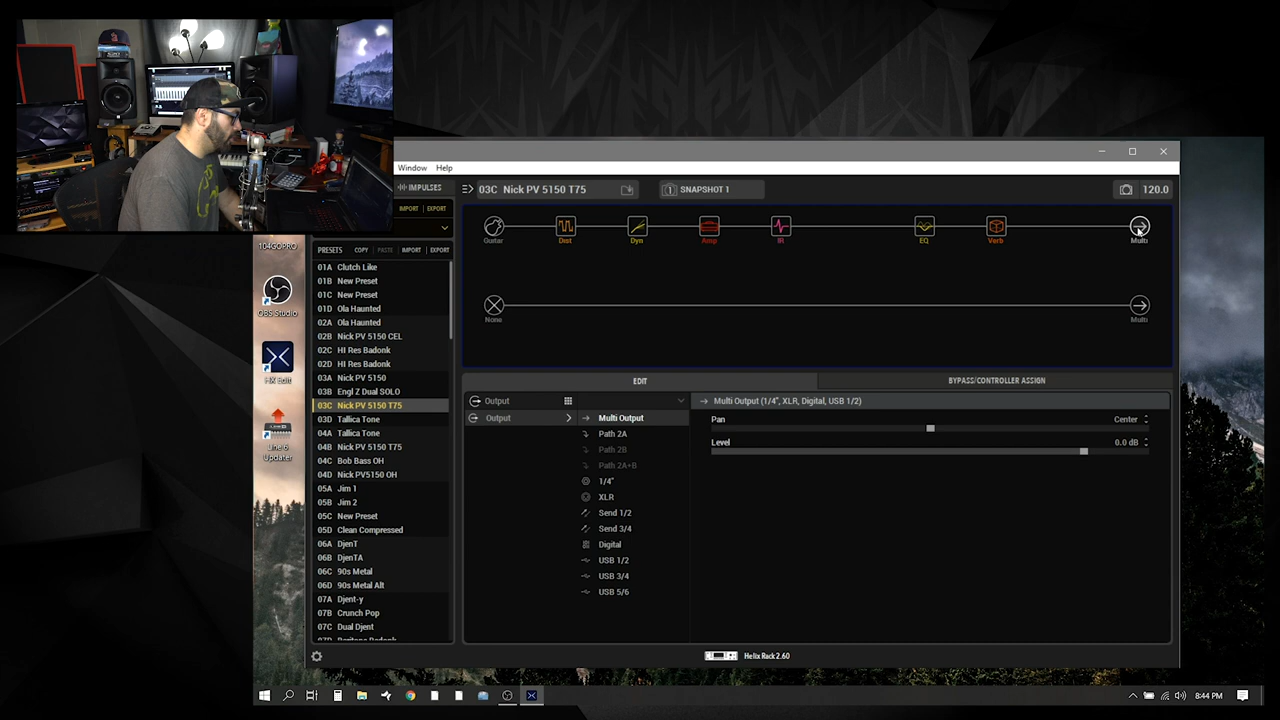 Window Help
IMPULSES
03C Nick PV 5150 T75
1 SNAPSHOT 1
120.0
IMPORT EXPORT
Guitar Dist Dyn Amp IR EQ Verb Multi
104GOPRO
PRESETS COPY PASTE IMPORT EXPORT
01A Clutch Like
01B New Preset
01C New Preset
01D Ola Haunted
02A Ola Haunted
02B Nick PV 5150 CEL
02C HI Res Badonk
02D HI Res Badonk
03A Nick PV 5150
03B Engl Z Dual SOLO
03C Nick PV 5150 T75
03D Tallica Tone
04A Tallica Tone
04B Nick PV 5150 T75
04C Bob Bass OH
04D Nick PV5150 OH
05A Jim 1
05B Jim 2
05C New Preset
05D Clean Compressed
06A DjenT
06B DjenTA
06C 90s Metal
06D 90s Metal Alt
07A Djent-y
07B Crunch Pop
07C Dual Djent
07D Baritone Badonk
OBS Studio
HX Edit
Line 6
Updater
None Multi
EDIT
BYPASS/CONTROLLER ASSIGN
Output
Output
Multi Output
Path 2A
Path 2B
Path 2A+B
1/4"
XLR
Send 1/2
Send 3/4
Digital
USB 1/2
USB 3/4
USB 5/6
Multi Output (1/4", XLR, Digital, USB 1/2)
Pan Center
Level 0.0 dB
Helix Rack 2.60
8:44 PM